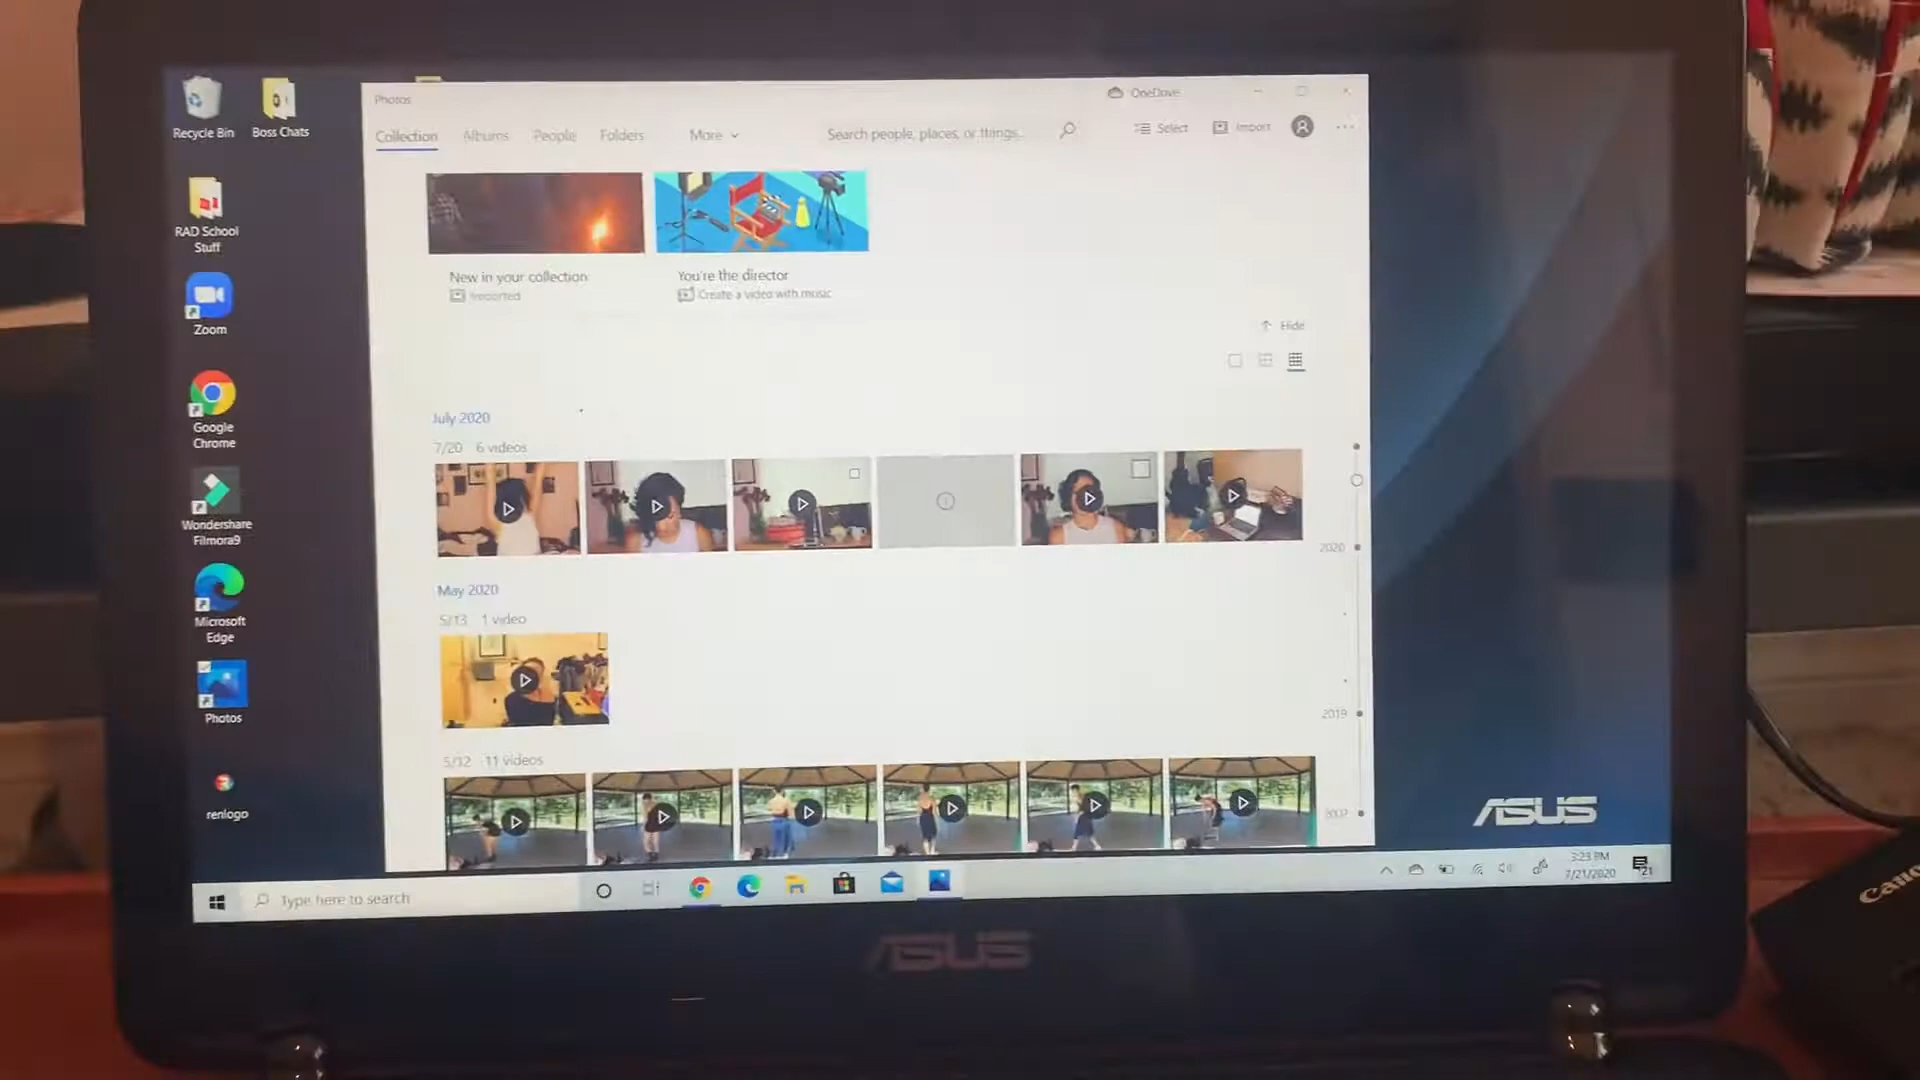 Recycle Bin
Boss Chats
RAD School
Stuff
Zoom
Google
Chrome
Wondershare
Filmora9
Microsoft
Edge
Photos
renlogo
Photos
OneDrive
Collection
Albums
People
Folders
More
Search people, places, or things...
Select
Import
New in your collection
Imported
You're the director
Create a video with music
Hide
July 2020
7/20 6 videos
2020
May 2020
5/13 1 video
2019
5/12 11 videos
ASUS
Type here to search
3:23 PM
7/21/2020
21
ASUS